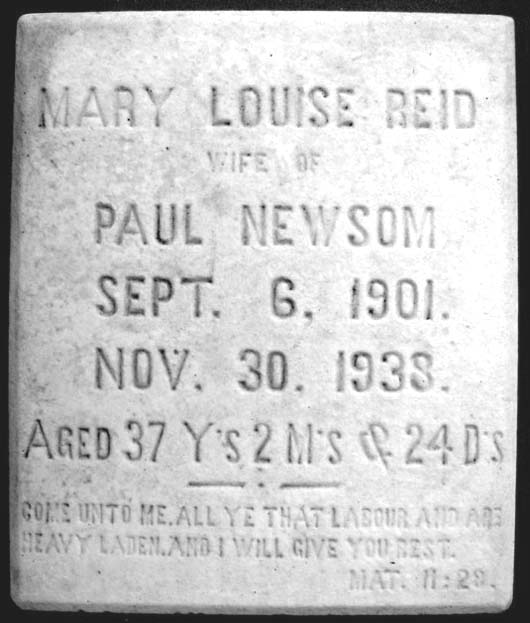 MARY LOUISE REID
WIFE OF
PAUL NEWSOM
SEPT. 6, 1901.
NOV. 30. 1938.
AGED 37 Y'S 2 M'S & 24 D'S
COME UNTO ME. ALL YE THAT LABOUR AND ARE
HEAVY LADEN. AND I WILL GIVE YOU REST.
MAT. 11:28.